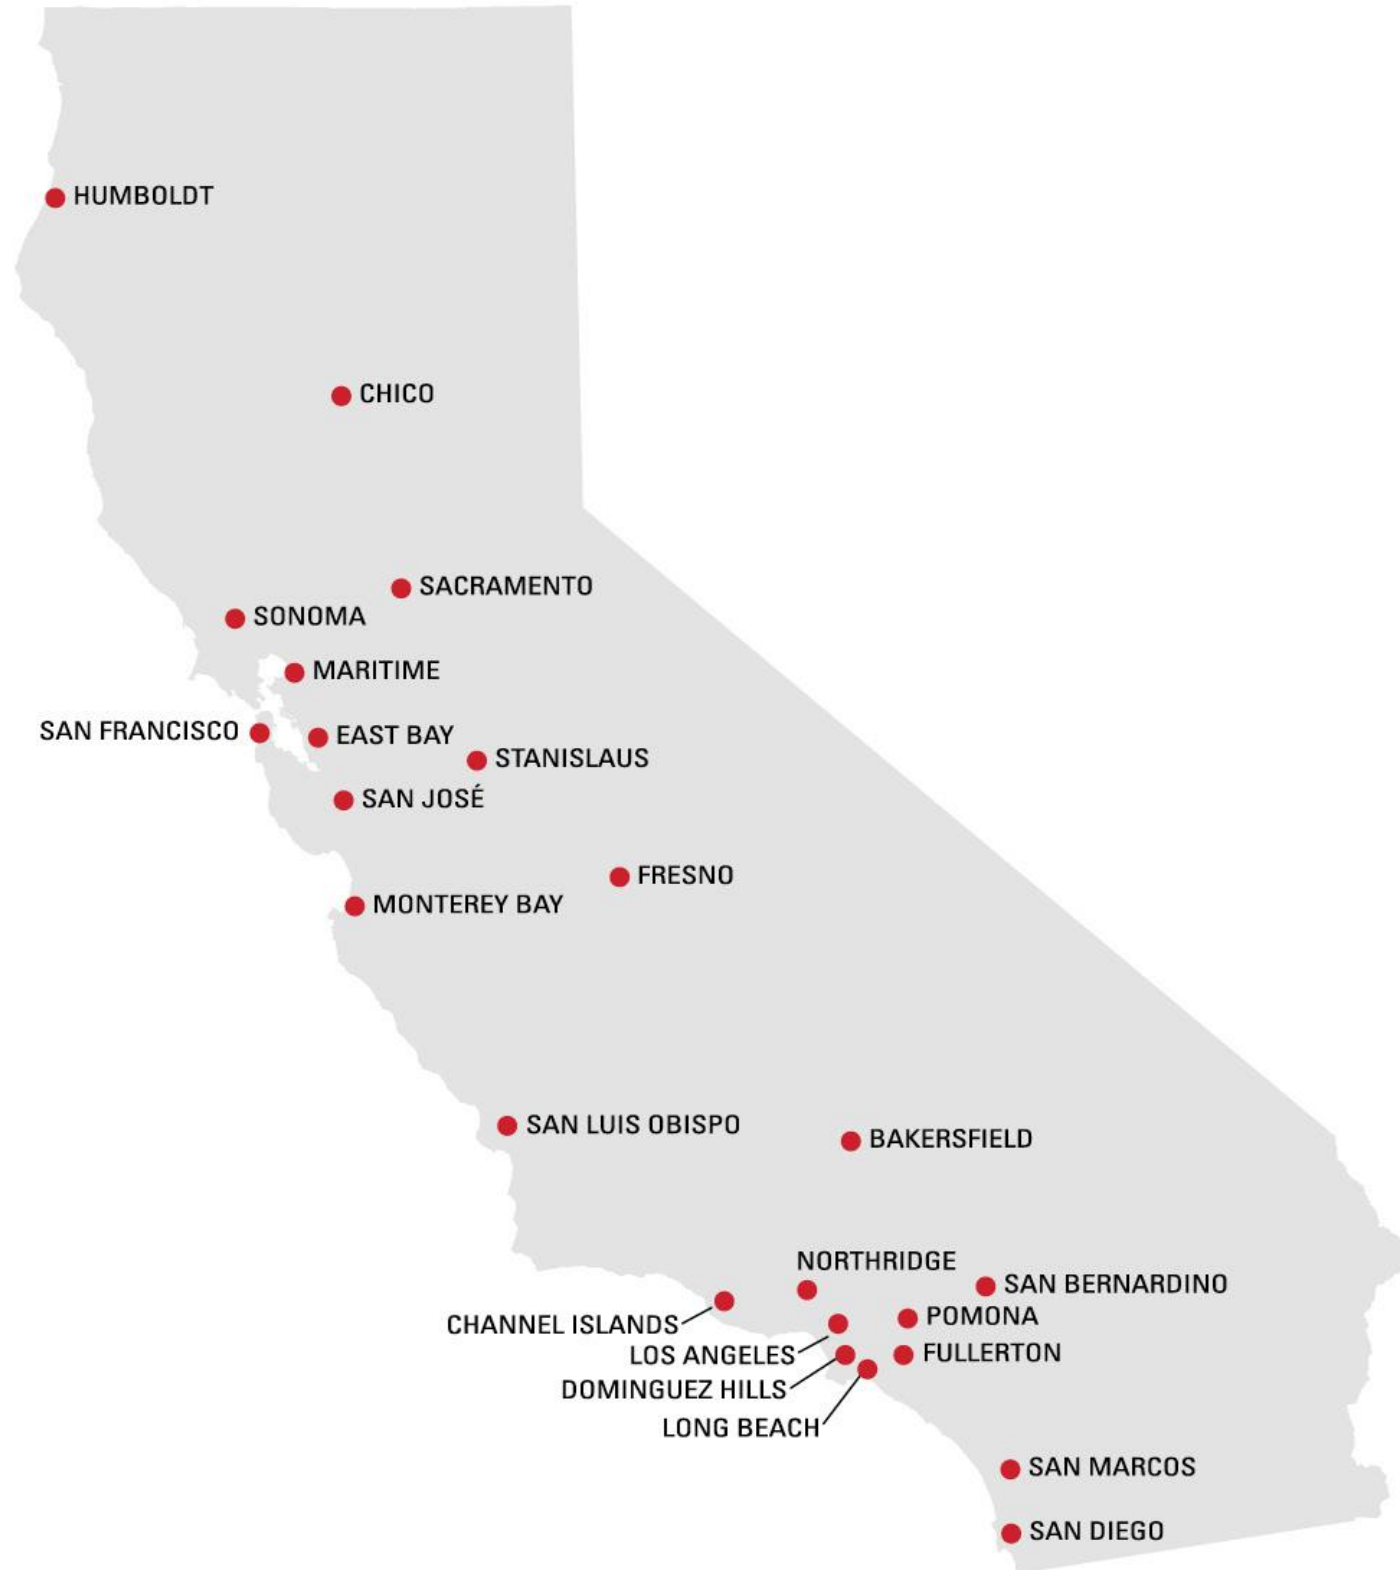 HUMBOLDT
CHICO
SACRAMENTO
SONOMA
MARITIME
SAN FRANCISCO
EAST BAY
STANISLAUS
SAN JOSÉ
FRESNO
MONTEREY BAY
SAN LUIS OBISPO
BAKERSFIELD
NORTHRIDGE
SAN BERNARDINO
POMONA
CHANNEL ISLANDS
LOS ANGELES
FULLERTON
DOMINGUEZ HILLS
LONG BEACH
SAN MARCOS
SAN DIEGO